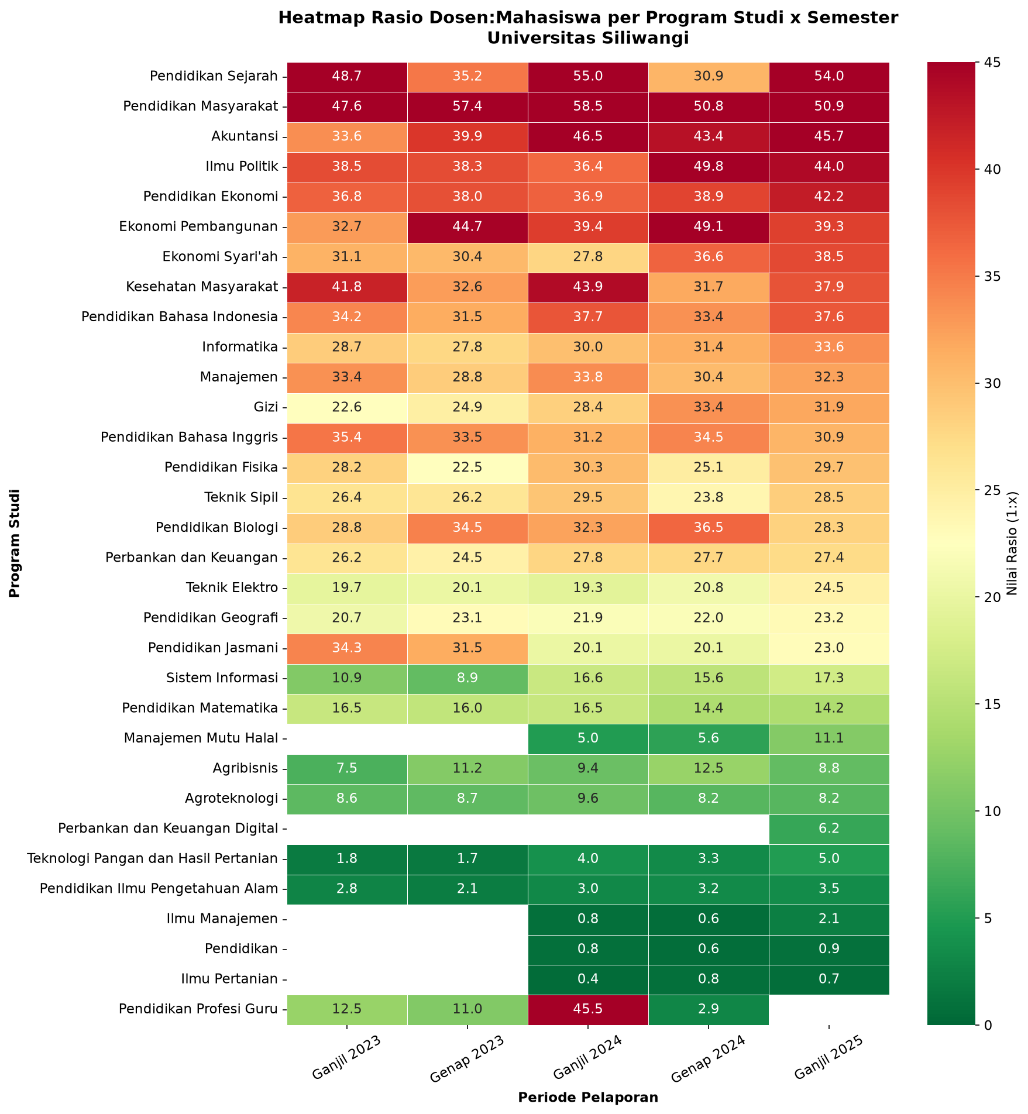 Heatmap Rasio Dosen:Mahasiswa per Program Studi x Semester
Universitas Siliwangi
Program Studi
Pendidikan Sejarah 48.7 35.2 55.0 30.9 54.0
Pendidikan Masyarakat 47.6 57.4 58.5 50.8 50.9
Akuntansi 33.6 39.9 46.5 43.4 45.7
Ilmu Politik 38.5 38.3 36.4 49.8 44.0
Pendidikan Ekonomi 36.8 38.0 36.9 38.9 42.2
Ekonomi Pembangunan 32.7 44.7 39.4 49.1 39.3
Ekonomi Syari'ah 31.1 30.4 27.8 36.6 38.5
Kesehatan Masyarakat 41.8 32.6 43.9 31.7 37.9
Pendidikan Bahasa Indonesia 34.2 31.5 37.7 33.4 37.6
Informatika 28.7 27.8 30.0 31.4 33.6
Manajemen 33.4 28.8 33.8 30.4 32.3
Gizi 22.6 24.9 28.4 33.4 31.9
Pendidikan Bahasa Inggris 35.4 33.5 31.2 34.5 30.9
Pendidikan Fisika 28.2 22.5 30.3 25.1 29.7
Teknik Sipil 26.4 26.2 29.5 23.8 28.5
Pendidikan Biologi 28.8 34.5 32.3 36.5 28.3
Perbankan dan Keuangan 26.2 24.5 27.8 27.7 27.4
Teknik Elektro 19.7 20.1 19.3 20.8 24.5
Pendidikan Geografi 20.7 23.1 21.9 22.0 23.2
Pendidikan Jasmani 34.3 31.5 20.1 20.1 23.0
Sistem Informasi 10.9 8.9 16.6 15.6 17.3
Pendidikan Matematika 16.5 16.0 16.5 14.4 14.2
Manajemen Mutu Halal 5.0 5.6 11.1
Agribisnis 7.5 11.2 9.4 12.5 8.8
Agroteknologi 8.6 8.7 9.6 8.2 8.2
Perbankan dan Keuangan Digital 6.2
Teknologi Pangan dan Hasil Pertanian 1.8 1.7 4.0 3.3 5.0
Pendidikan Ilmu Pengetahuan Alam 2.8 2.1 3.0 3.2 3.5
Ilmu Manajemen 0.8 0.6 2.1
Pendidikan 0.8 0.6 0.9
Ilmu Pertanian 0.4 0.8 0.7
Pendidikan Profesi Guru 12.5 11.0 45.5 2.9
Ganjil 2023 Genap 2023 Ganjil 2024 Genap 2024 Ganjil 2025
Periode Pelaporan
45
40
35
30
25
20
15
10
5
0
Nilai Rasio (1:x)